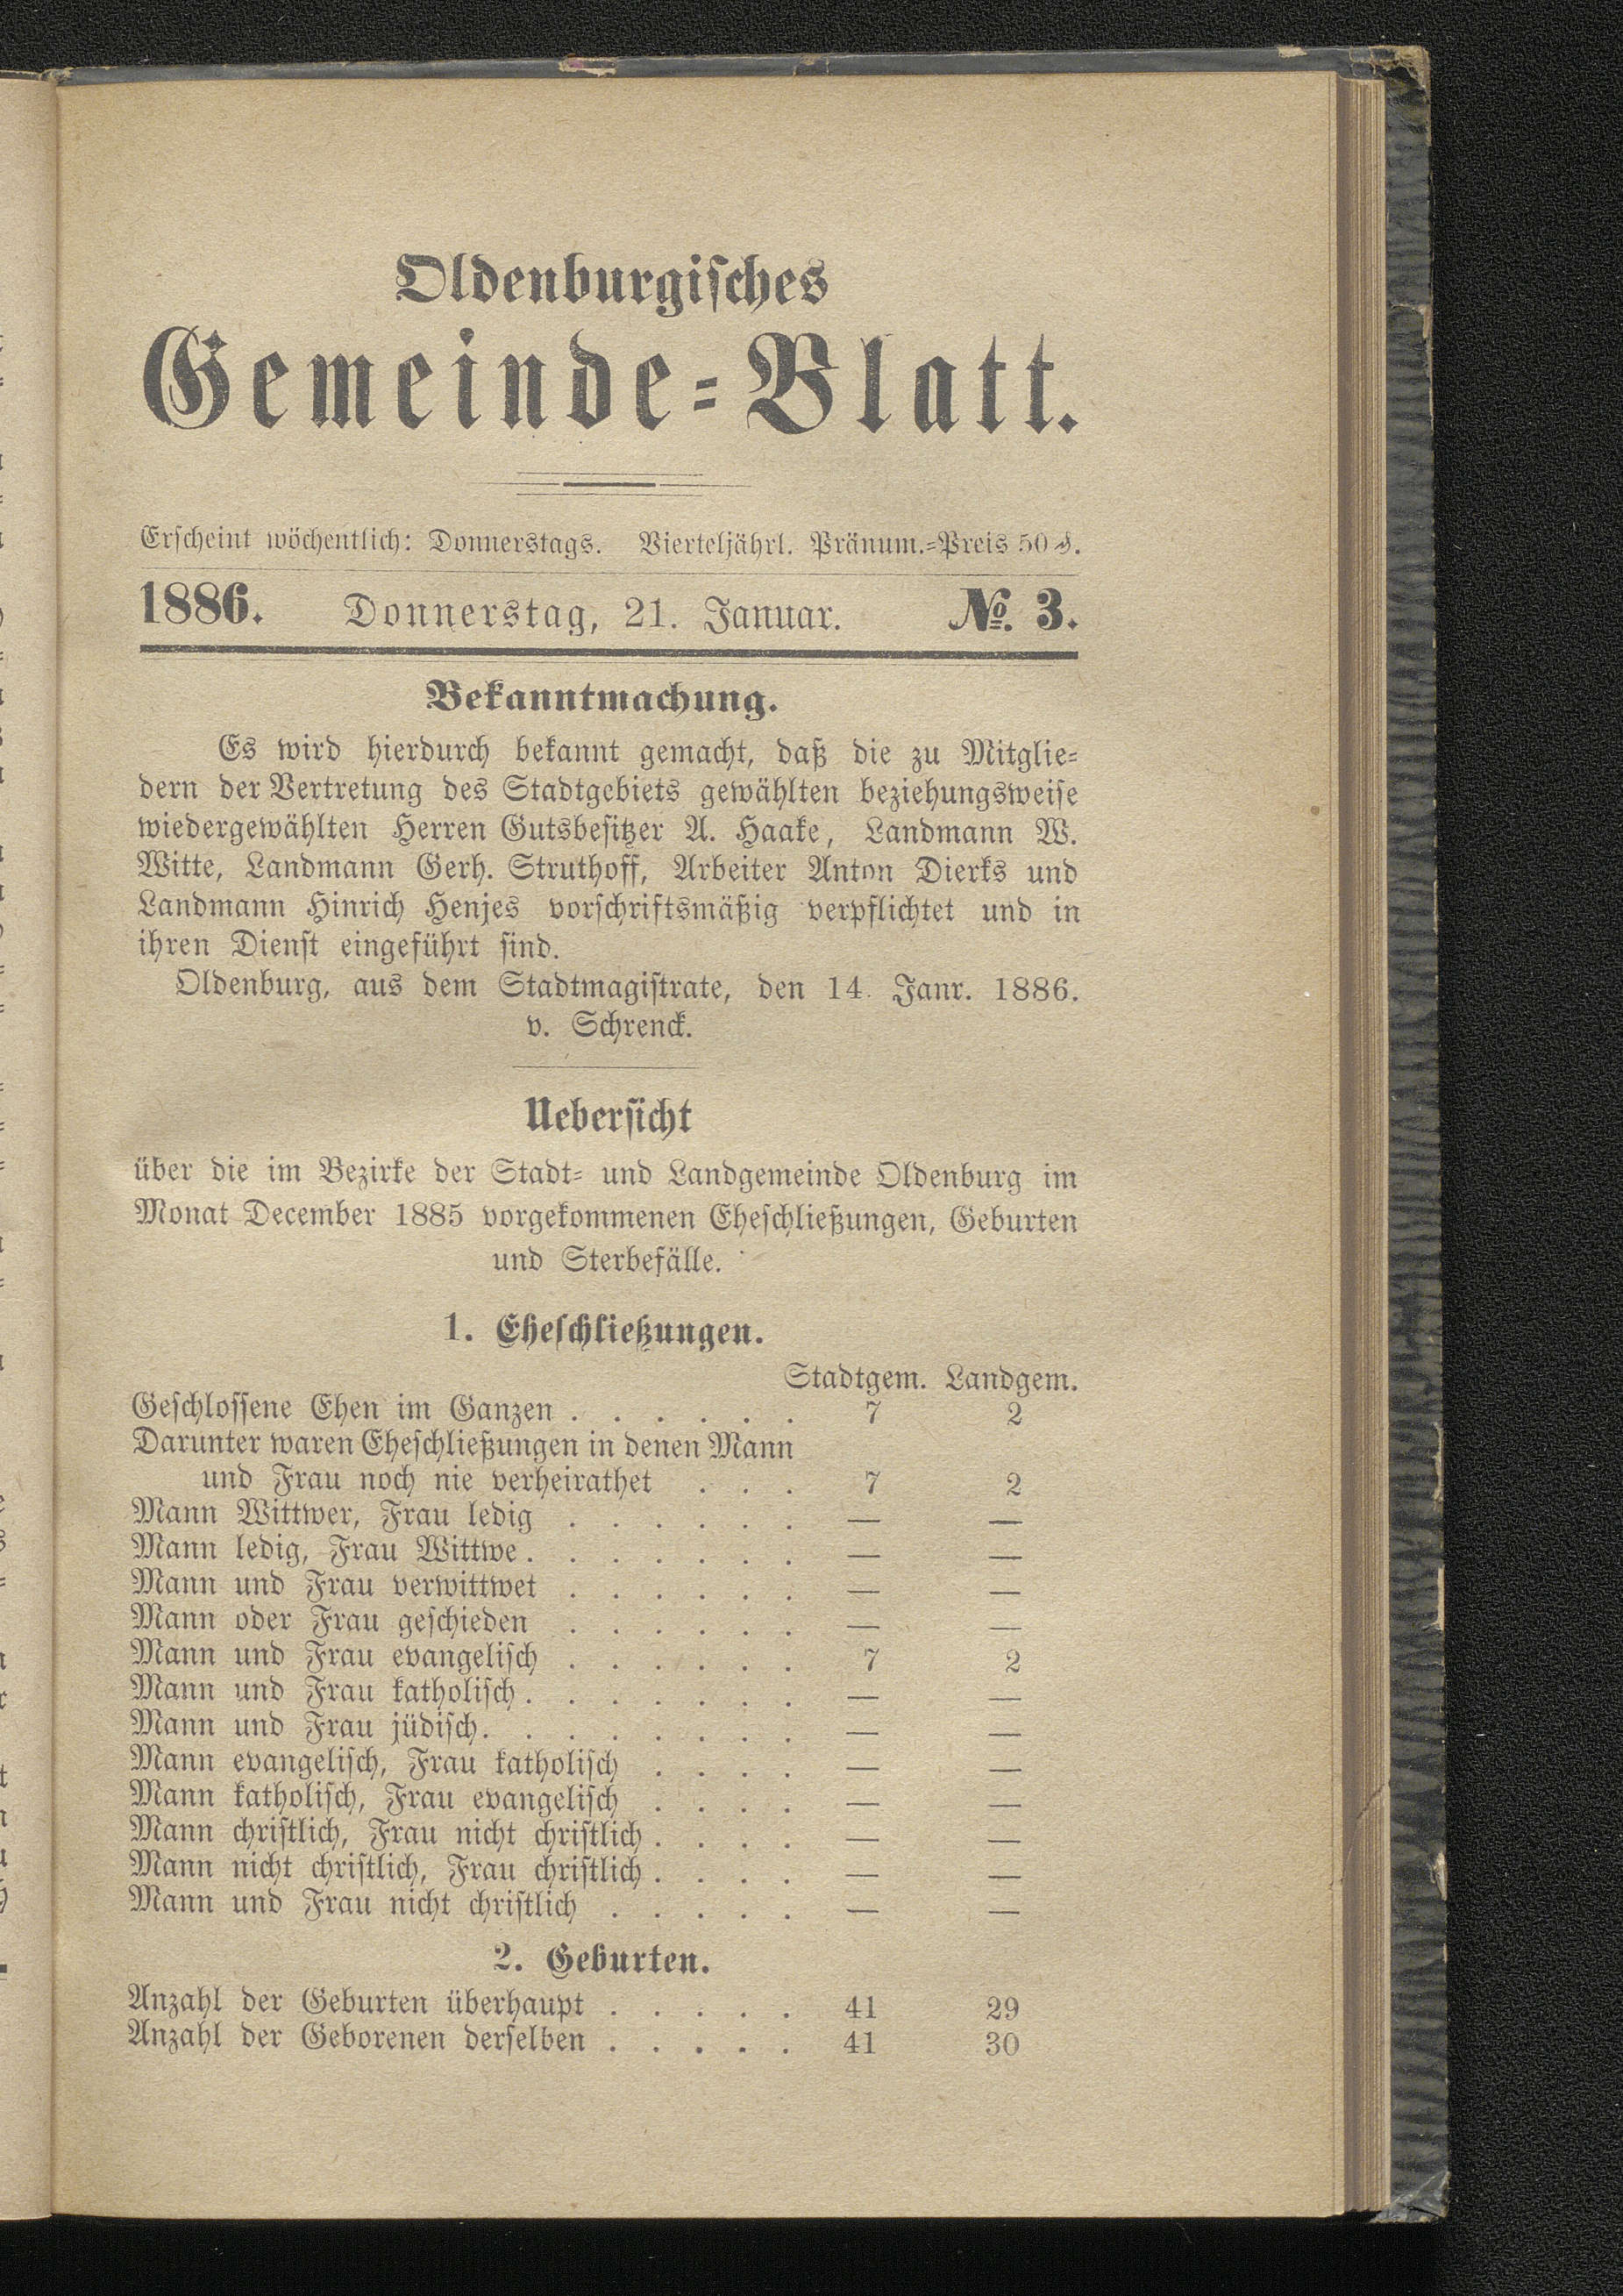 Oldenburgisches
Gemeinde-Blatt.
Erscheint wöchentlich: Donnerstags. Vierteljährl. Pränum.-Preis 50 ₰.
1886. Donnerstag, 21. Januar. №. 3.
Bekanntmachung.
Es wird hierdurch bekannt gemacht, daß die zu Mitglie-
dern der Vertretung des Stadtgebiets gewählten beziehungsweise
wiedergewählten Herren Gutsbesitzer A. Haake, Landmann W.
Witte, Landmann Gerh. Struthoff, Arbeiter Anton Dierks und
Landmann Hinrich Henjes vorschriftsmäßig verpflichtet und in
ihren Dienst eingeführt sind.
Oldenburg, aus dem Stadtmagistrate, den 14. Janr. 1886.
v. Schrenck.
Uebersicht
über die im Bezirke der Stadt- und Landgemeinde Oldenburg im
Monat December 1885 vorgekommenen Eheschließungen, Geburten
und Sterbefälle.
1. Eheschließungen.
Stadtgem. Landgem.
Geschlossene Ehen im Ganzen . . . . . . 7 2
Darunter waren Eheschließungen in denen Mann
und Frau noch nie verheirathet . . . 7 2
Mann Wittwer, Frau ledig . . . . . . — —
Mann ledig, Frau Wittwe . . . . . . . — —
Mann und Frau verwittwet . . . . . . — —
Mann oder Frau geschieden . . . . . . — —
Mann und Frau evangelisch . . . . . . 7 2
Mann und Frau katholisch . . . . . . . — —
Mann und Frau jüdisch . . . . . . . . — —
Mann evangelisch, Frau katholisch . . . . — —
Mann katholisch, Frau evangelisch . . . . — —
Mann christlich, Frau nicht christlich . . . . — —
Mann nicht christlich, Frau christlich . . . . — —
Mann und Frau nicht christlich . . . . . — —
2. Geburten.
Anzahl der Geburten überhaupt . . . . . 41 29
Anzahl der Geborenen derselben . . . . . 41 30